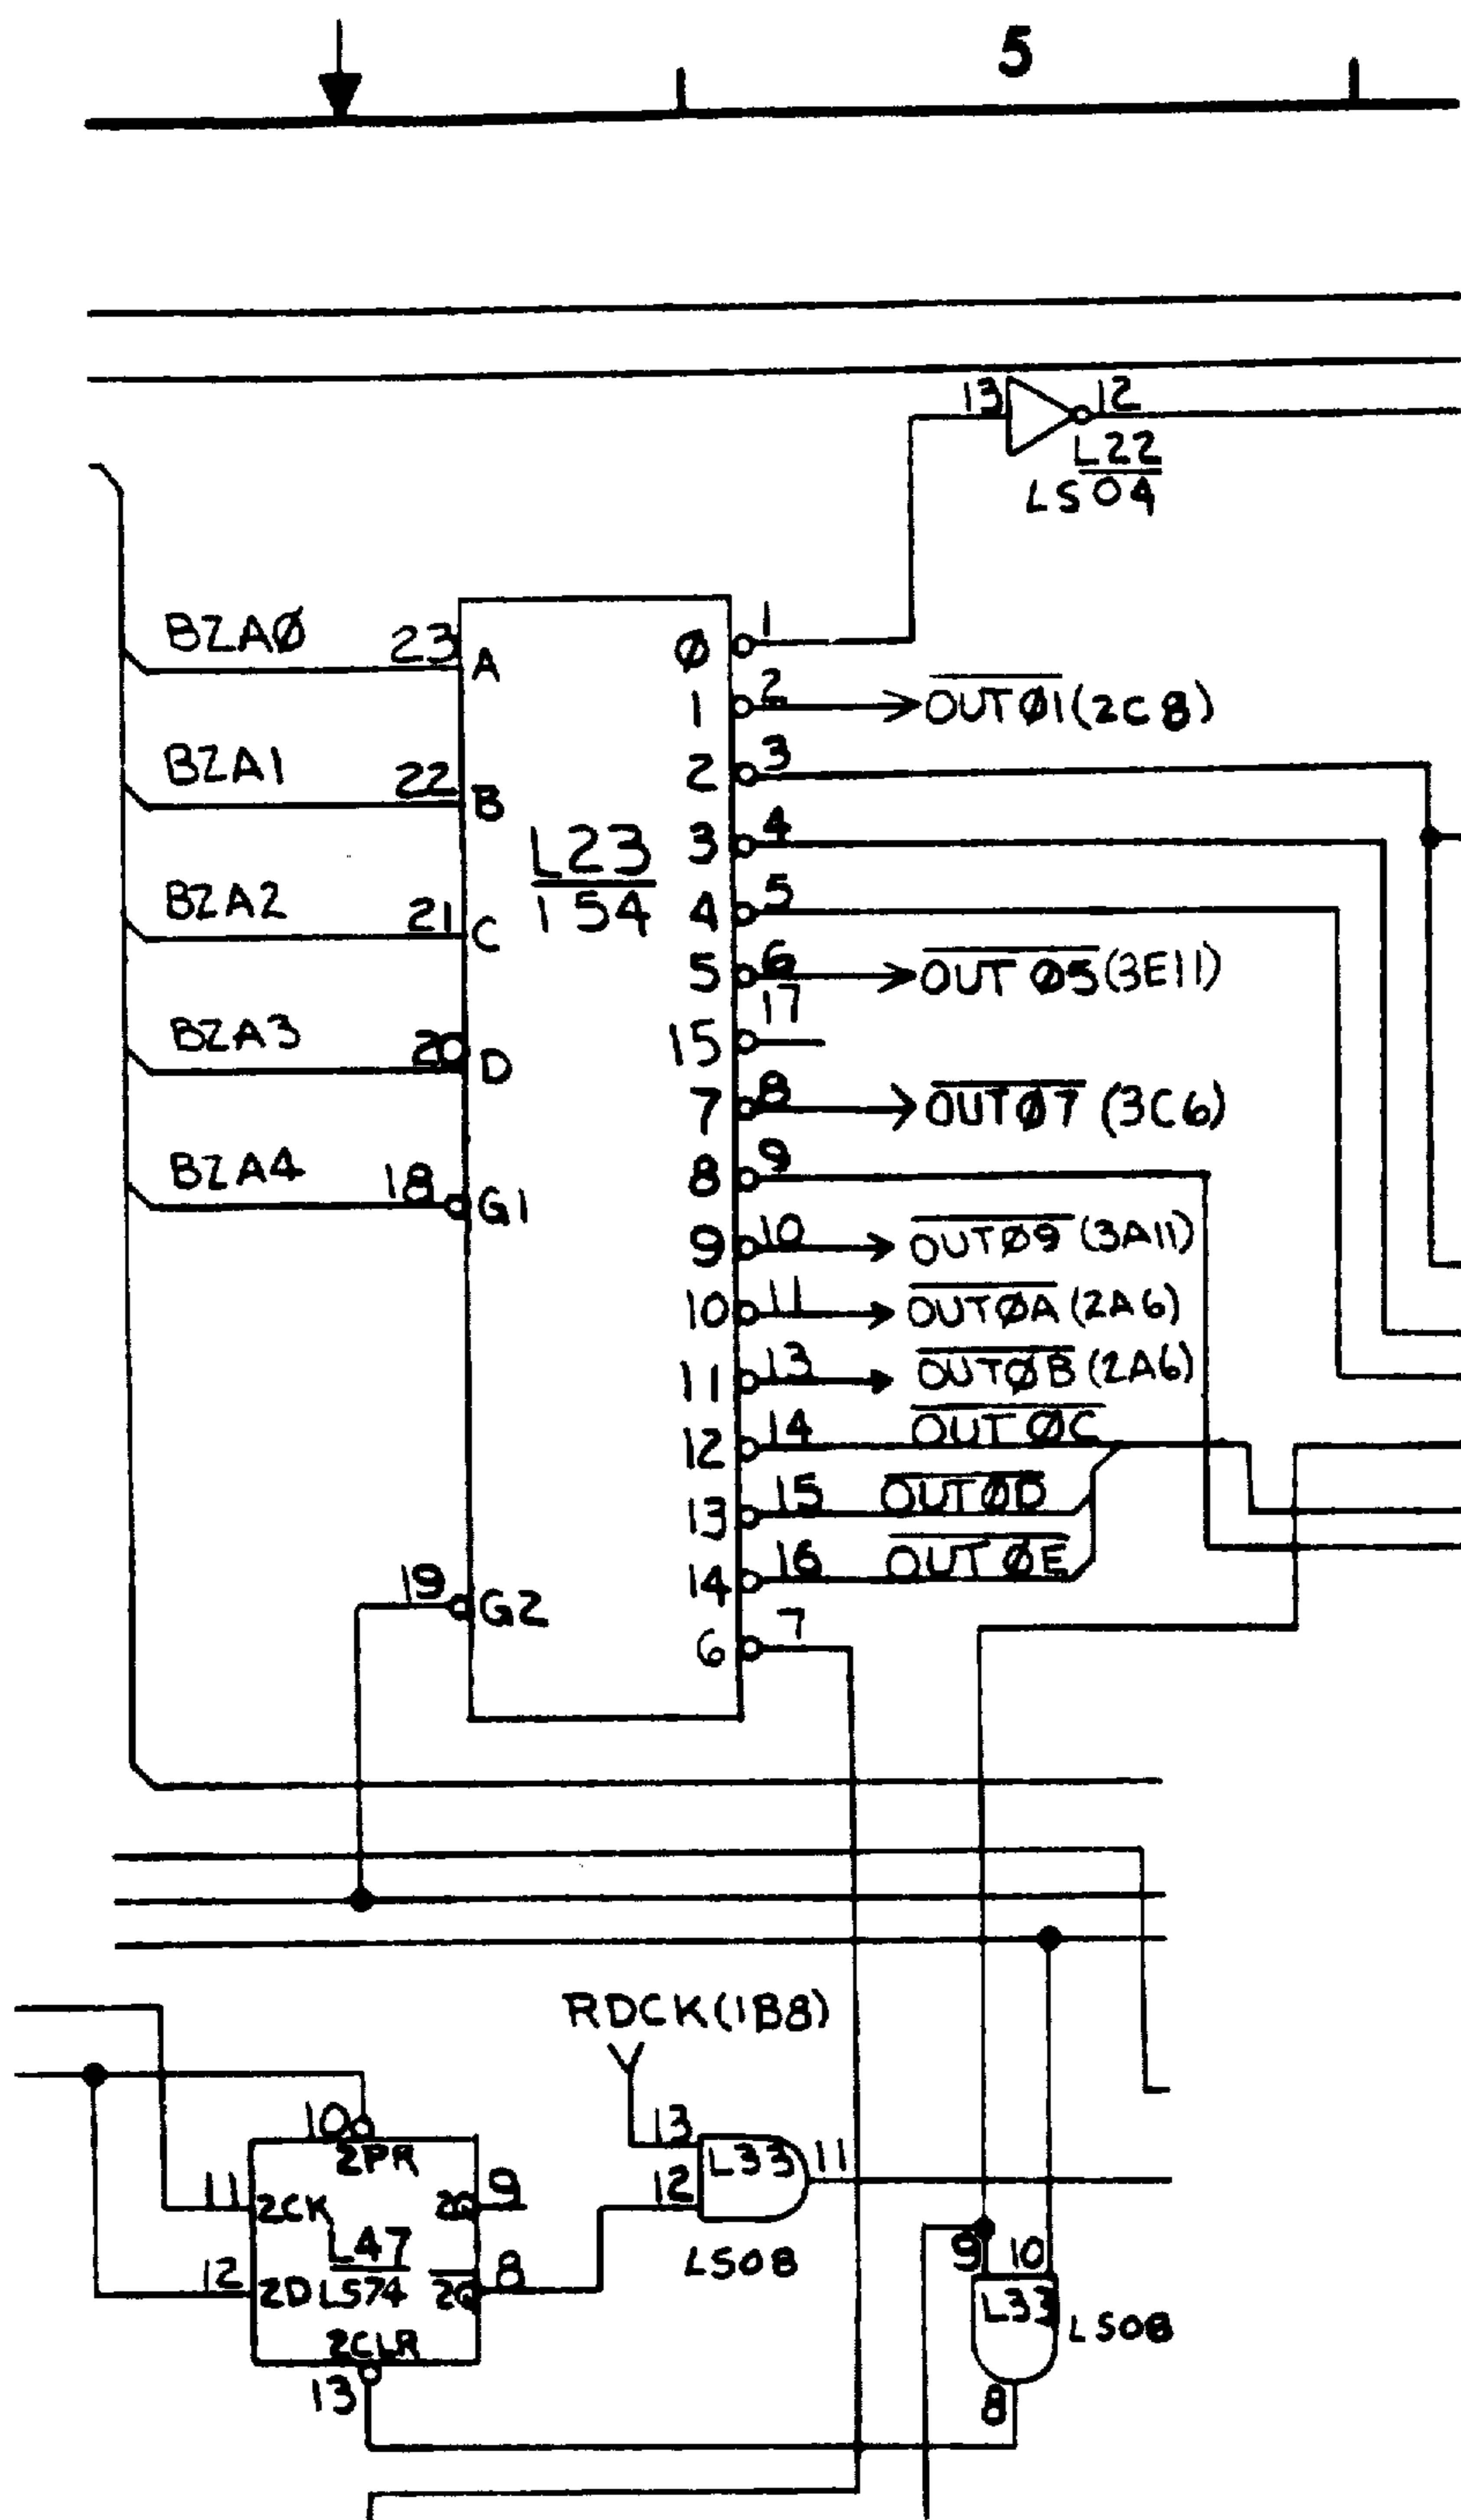 5
13 12
L22
LS04
BZAØ 23 A Ø 1
1 2 OUTØ1(2C8)
BZA1 22 B 2 3
L23 3 4
154
BZA2 21 C 4 5
5 6 OUTØ5(3E11)
BZA3 20 D 15 17
7 8 OUTØ7 (3C6)
BZA4 18 G1 8 9
9 10 OUTØ9 (3A11)
10 11 OUTØA (2A6)
11 13 OUTØB (2A6)
12 14 OUTØC
13 15 OUTØD
19 G2 14 16 OUTØE
6 7
RDCK(1B8)
10 2PR
13 L33 11
11 2CK 2Q 9 12
L47
LS08
12 2D LS74 2Q 8
9 10
L33 LS08
2CLR
13
8